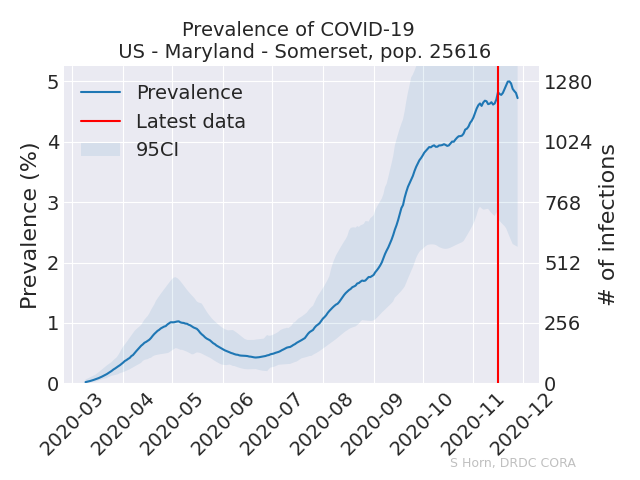 Prevalence of COVID-19
US - Maryland - Somerset, pop. 25616
Prevalence
Latest data
95CI
Prevalence (%)
5
4
3
2
1
0
1280
1024
768
512
256
0
# of infections
2020-03
2020-04
2020-05
2020-06
2020-07
2020-08
2020-09
2020-10
2020-11
2020-12
S Horn, DRDC CORA